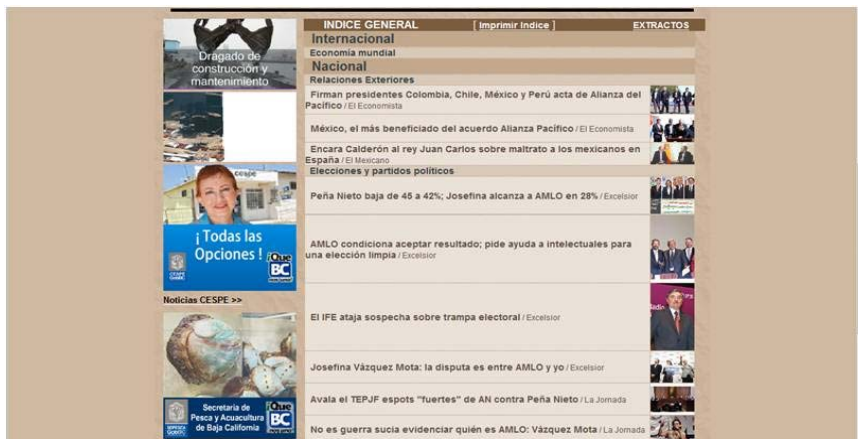 INDICE GENERAL [ Imprimir Indice ] EXTRACTOS
Internacional
Economía mundial
Nacional
Relaciones Exteriores
Firman presidentes Colombia, Chile, México y Perú acta de Alianza del
Pacífico / El Economista
México, el más beneficiado del acuerdo Alianza Pacífico / El Economista
Encara Calderón al rey Juan Carlos sobre maltrato a los mexicanos en
España / El Mexicano
Elecciones y partidos políticos
Peña Nieto baja de 45 a 42%; Josefina alcanza a AMLO en 28% / Excelsior
AMLO condiciona aceptar resultado; pide ayuda a intelectuales para
una elección limpia / Excelsior
El IFE ataja sospecha sobre trampa electoral / Excelsior
Josefina Vázquez Mota: la disputa es entre AMLO y yo / Excelsior
Avala el TEPJF espots "fuertes" de AN contra Peña Nieto / La Jornada
No es guerra sucia evidenciar quién es AMLO: Vázquez Mota / La Jornada
Dragado de
construcción y
mantenimiento
cespe
¡ Todas las
Opciones !
¡Que
BC
Noticias CESPE >>
Secretaría de
Pesca y Acuacultura
de Baja California
¡Que
BC